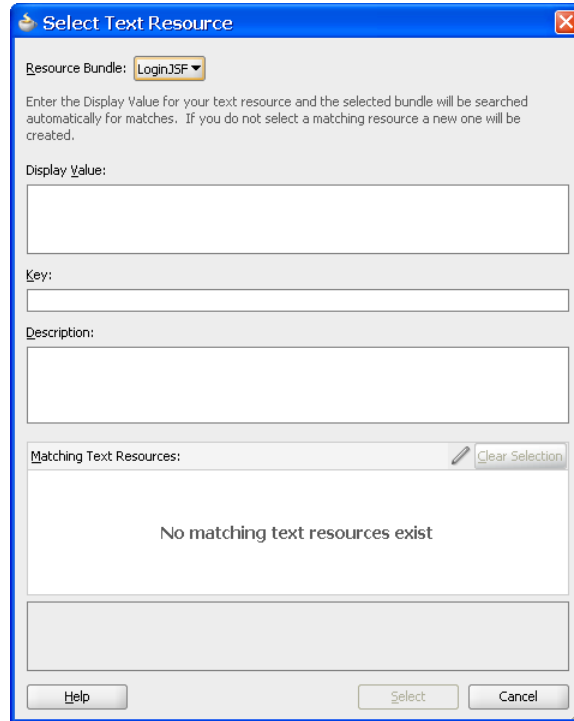 Select Text Resource
Resource Bundle: LoginJSF
Enter the Display Value for your text resource and the selected bundle will be searched
automatically for matches. If you do not select a matching resource a new one will be
created.
Display Value:
Key:
Description:
Matching Text Resources: Clear Selection
No matching text resources exist
Help Select Cancel